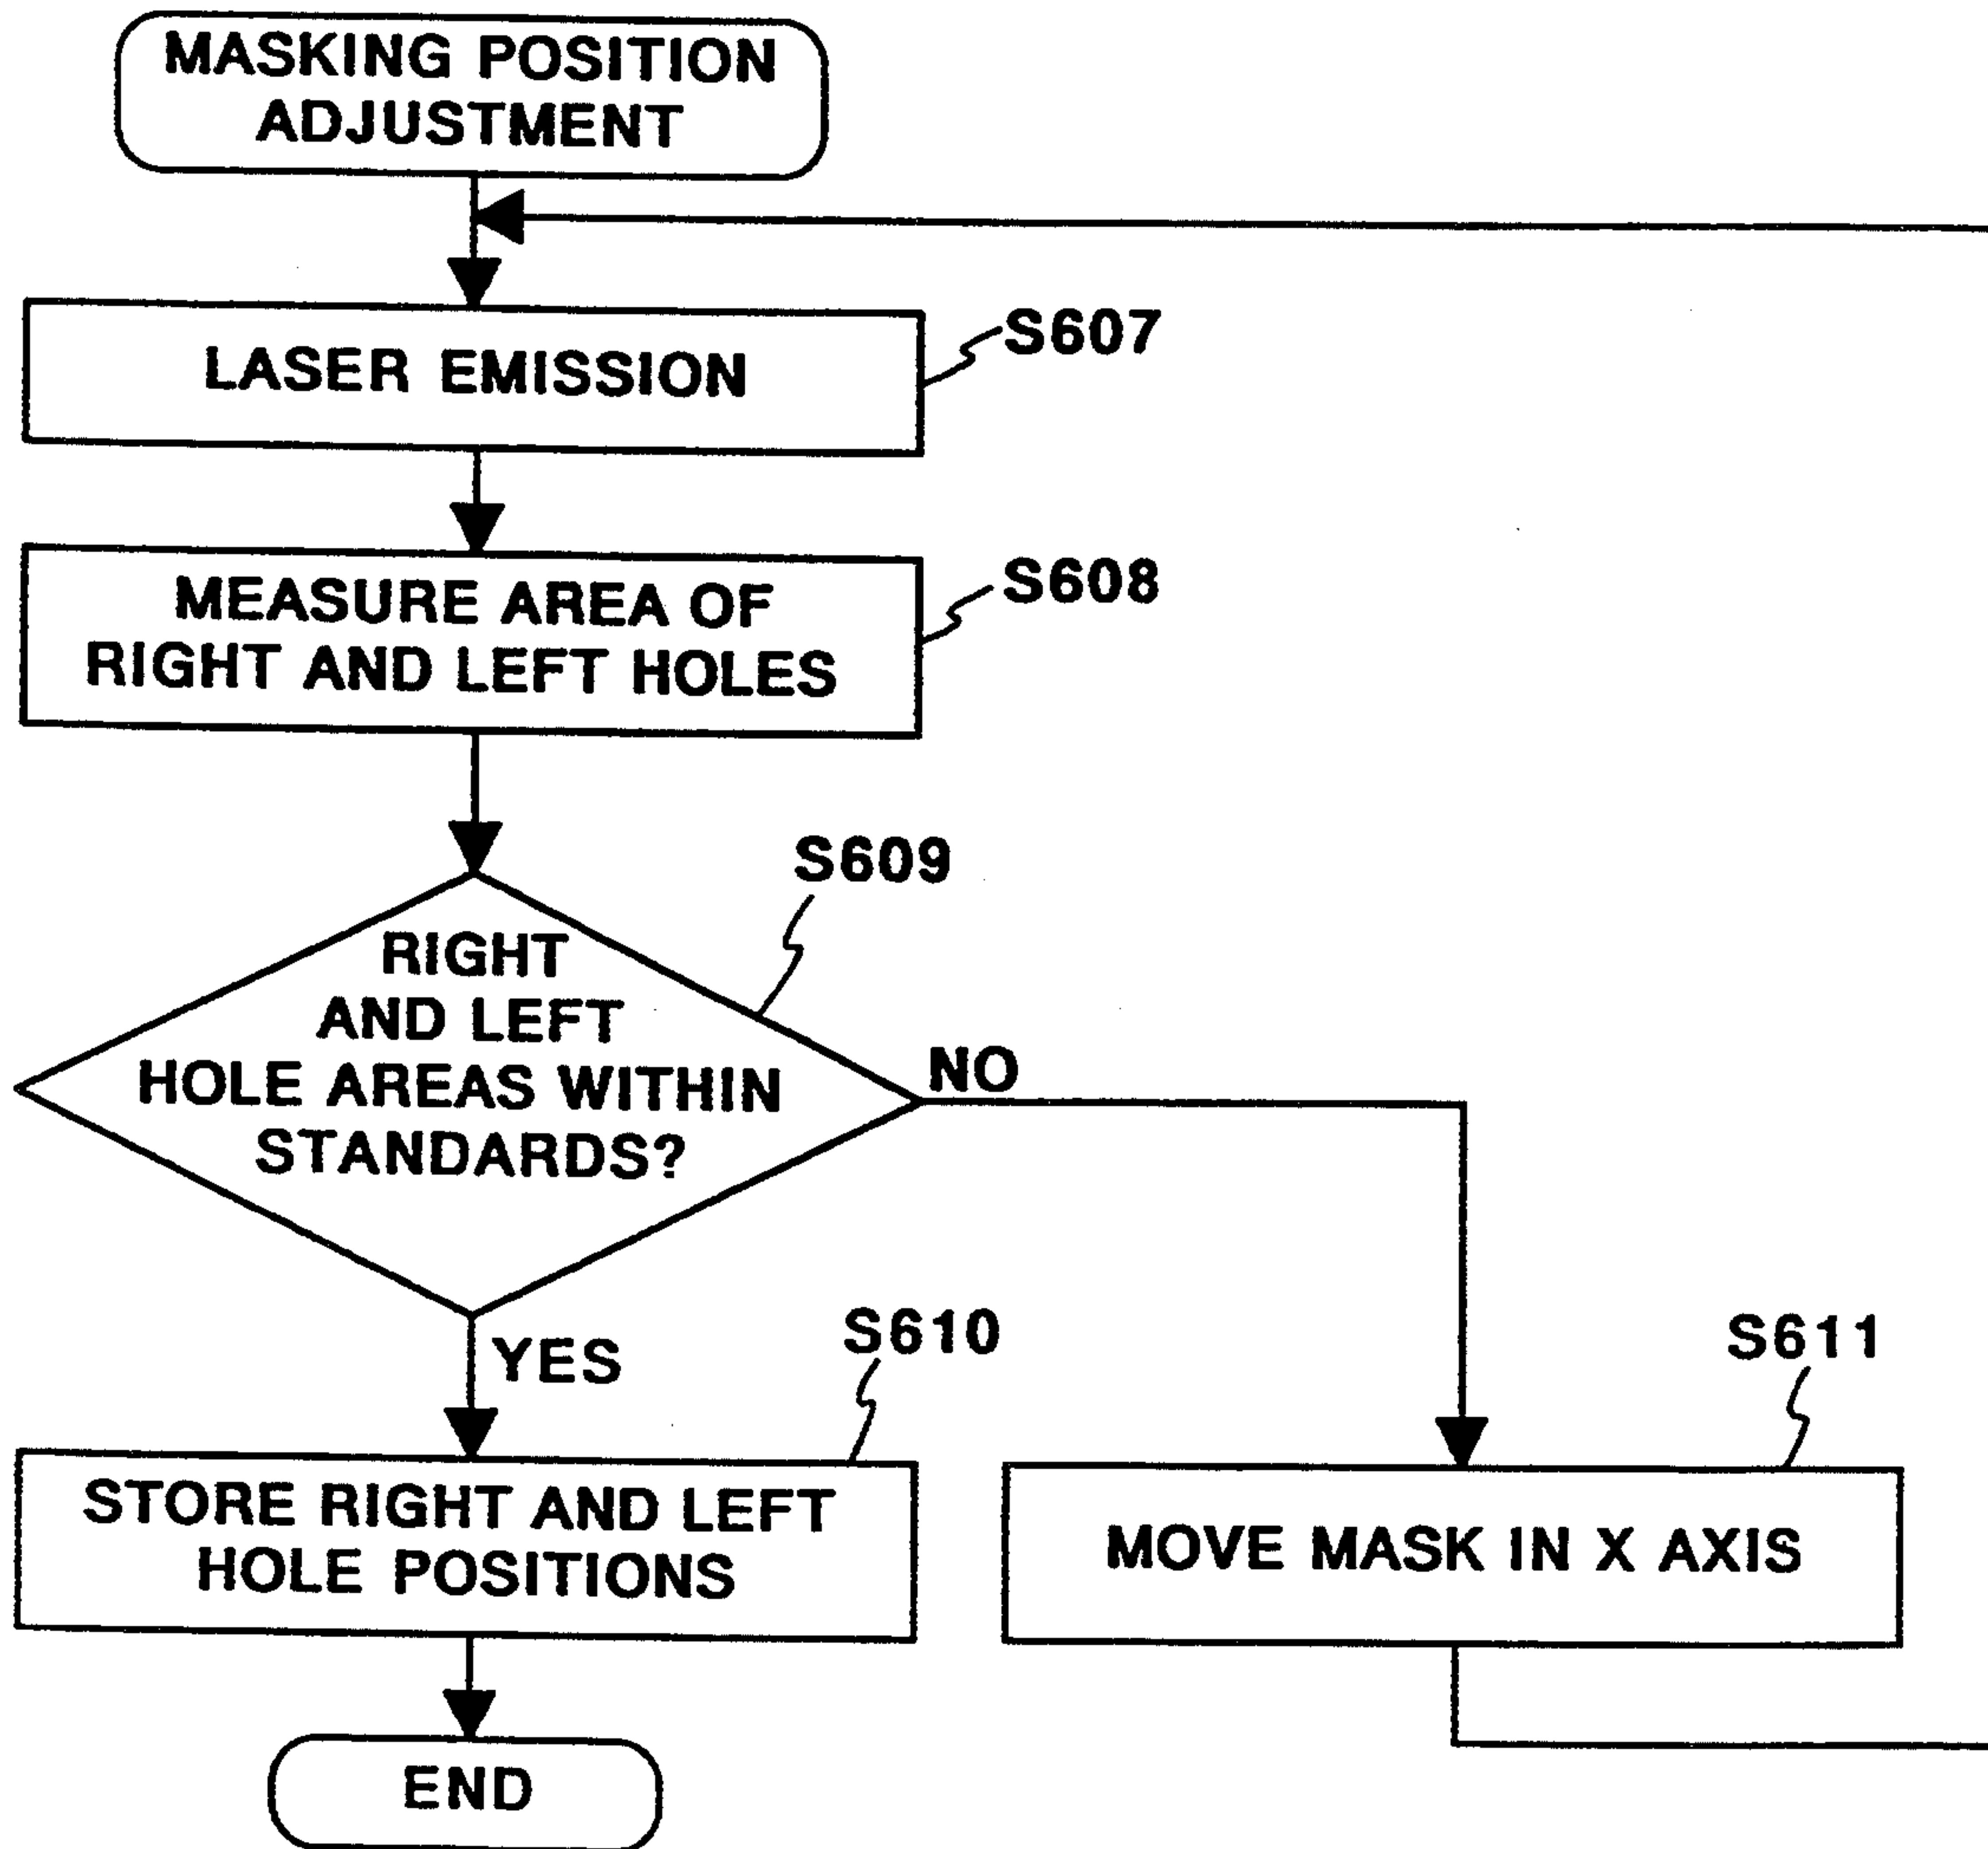 MASKING POSITION
ADJUSTMENT
LASER EMISSION
S607
MEASURE AREA OF
RIGHT AND LEFT HOLES
S608
S609
RIGHT
AND LEFT
HOLE AREAS WITHIN
STANDARDS?
NO
YES
S610
STORE RIGHT AND LEFT
HOLE POSITIONS
S611
MOVE MASK IN X AXIS
END